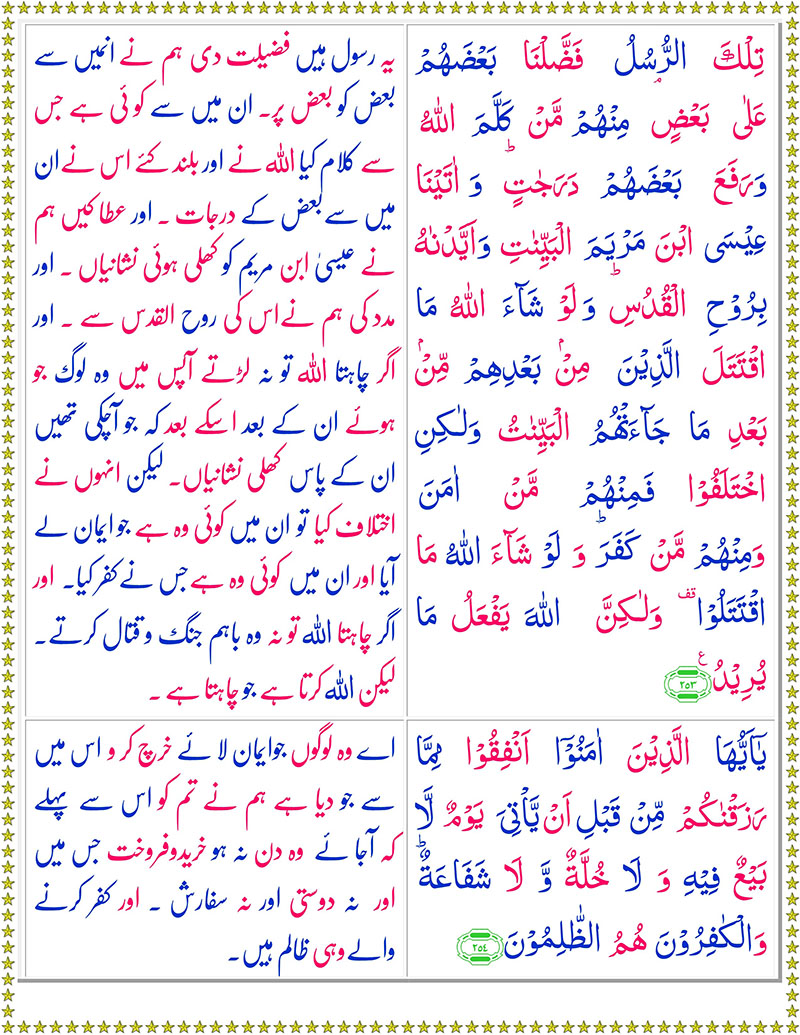 تِلْكَ الرُّسُلُ فَضَّلْنَا بَعْضَهُمْ
عَلٰى بَعْضٍ مِنْهُمْ مَّنْ كَلَّمَ اللّٰهُ
وَرَفَعَ بَعْضَهُمْ دَرَجٰتٍ وَ اٰتَيْنَا
عِيْسَى ابْنَ مَرْيَمَ الْبَيِّنٰتِ وَاَيَّدْنٰهُ
بِرُوْحِ الْقُدُسِ وَلَوْ شَآءَ اللّٰهُ مَا
اقْتَتَلَ الَّذِيْنَ مِنْۢ بَعْدِهِمْ مِّنْۢ
بَعْدِ مَا جَآءَتْهُمُ الْبَيِّنٰتُ وَلٰكِنِ
اخْتَلَفُوْا فَمِنْهُمْ مَّنْ اٰمَنَ
وَمِنْهُمْ مَّنْ كَفَرَ وَ لَوْ شَآءَ اللّٰهُ مَا
اقْتَتَلُوْا وَلٰكِنَّ اللّٰهَ يَفْعَلُ مَا
يُرِيْدُ ٢٥٣
یہ رسول ہیں فضیلت دی ہم نے انمیں سے
بعض کو بعض پر۔ ان میں سے کوئی ہے جس
سے کلام کیا اللہ نے اور بلند کئے اس نے ان
میں سے بعض کے درجات ۔ اور عطا کیں ہم
نے عیسیٰ ابن مریم کو کھلی ہوئی نشانیاں ۔ اور
مدد کی ہم نے اس کی روح القدس سے ۔ اور
اگر چاہتا اللہ تو نہ لڑتے آپس میں وہ لوگ جو
ہوئے ان کے بعد اسکے بعد کہ جو آچکی تھیں
ان کے پاس کھلی نشانیاں۔ لیکن انہوں نے
اختلاف کیا تو ان میں کوئی وہ ہے جو ایمان لے
آیا اور ان میں کوئی وہ ہے جس نے کفر کیا۔ اور
اگر چاہتا اللہ تو نہ وہ باہم جنگ و قتال کرتے۔
لیکن اللہ کرتا ہے جو چاہتا ہے ۔
يٰٓاَيُّهَا الَّذِيْنَ اٰمَنُوْٓا اَنْفِقُوْا مِمَّا
رَزَقْنٰكُمْ مِّنْ قَبْلِ اَنْ يَّاْتِىَ يَوْمٌ لَّا
بَيْعٌ فِيْهِ وَ لَا خُلَّةٌ وَّ لَا شَفَاعَةٌ
وَالْكٰفِرُوْنَ هُمُ الظّٰلِمُوْنَ ٢٥٤
اے وہ لوگوں جو ایمان لائے خرچ کر و اس میں
سے جو دیا ہے ہم نے تم کو اس سے پہلے
کہ آجائے وہ دن نہ ہو خریدوفروخت جس میں
اور نہ دوستی اور نہ سفارش ۔ اور کفر کرنے
والے وہی ظالم ہیں۔